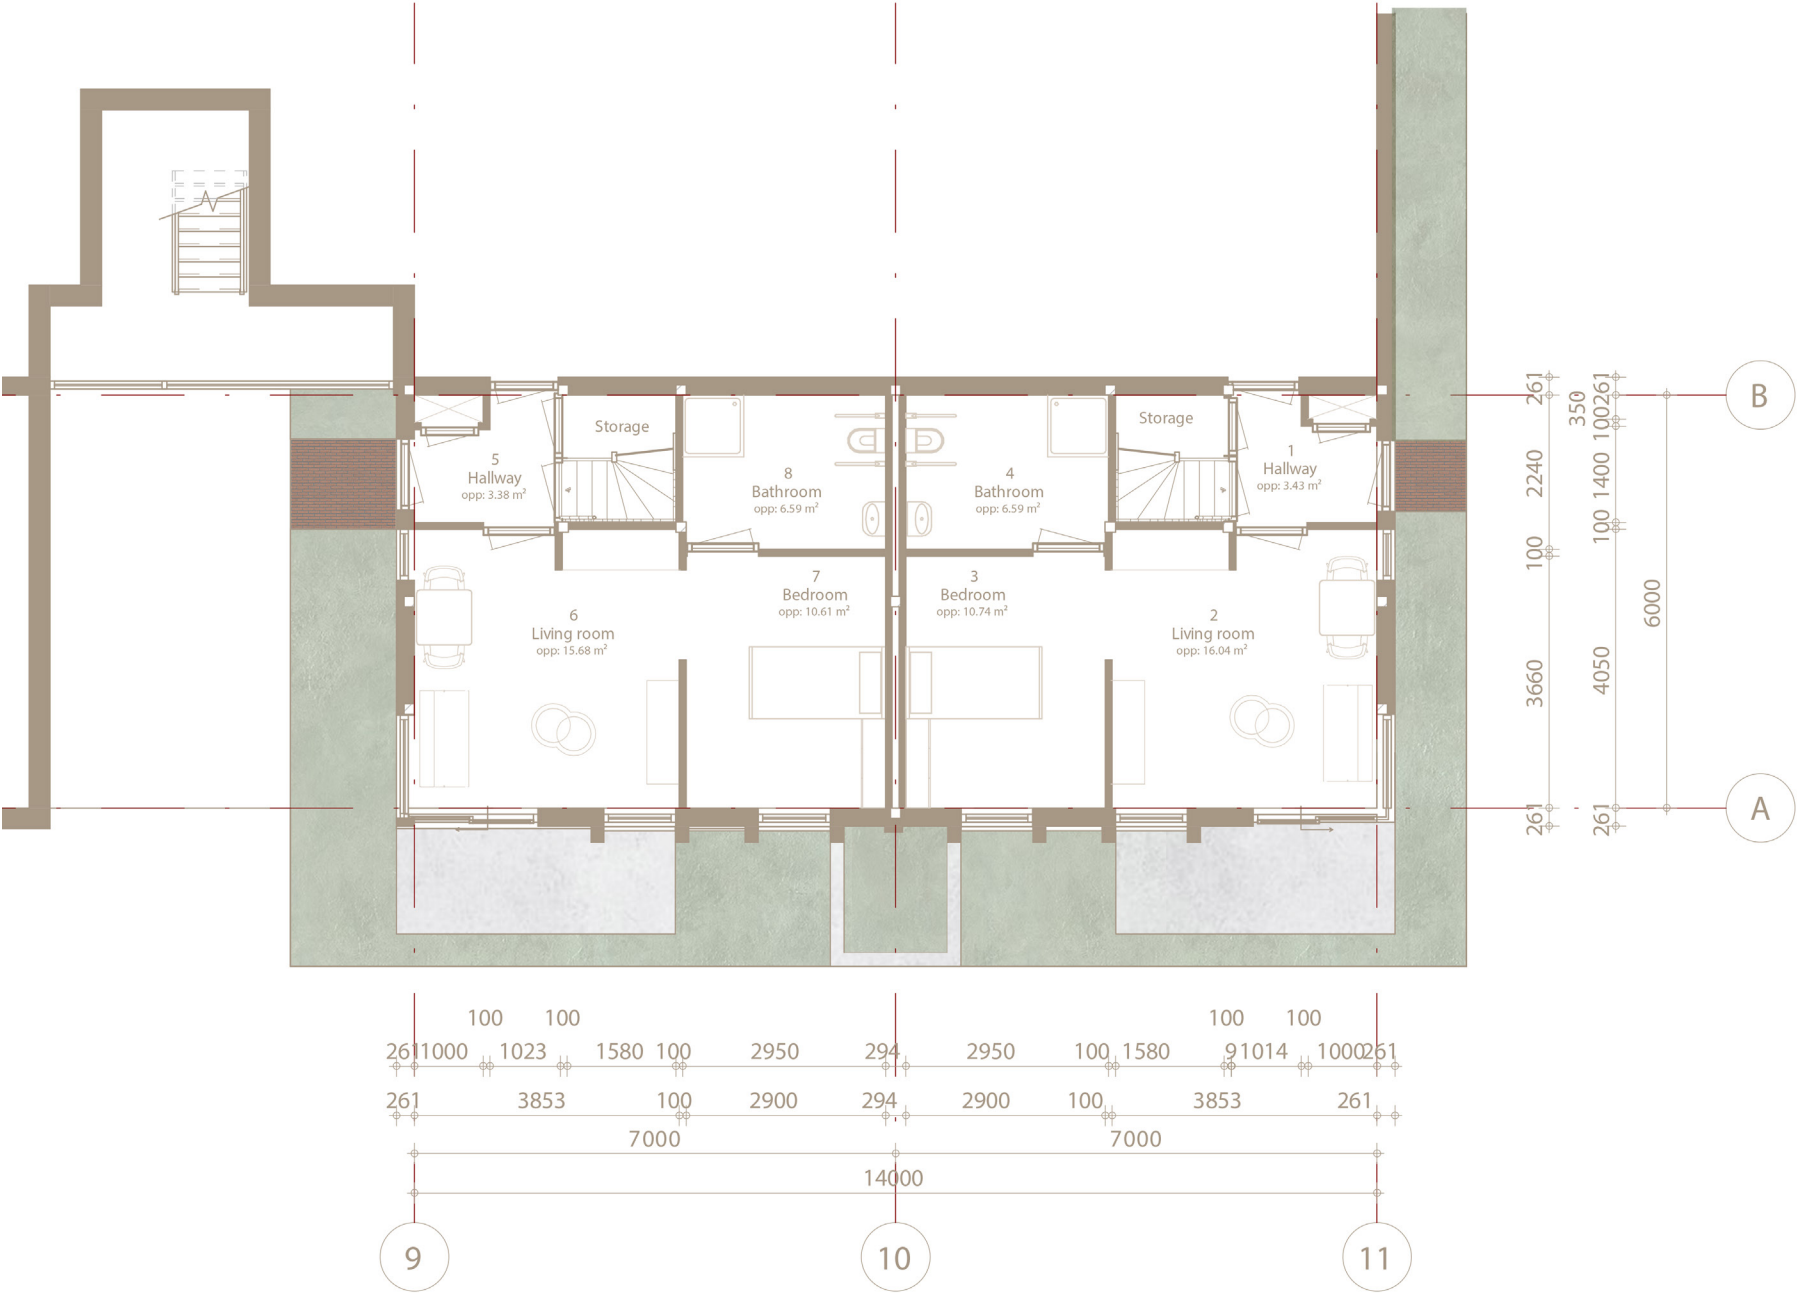 Storage
Storage
5
Hallway
opp: 3.38 m²
8
Bathroom
opp: 6.59 m²
4
Bathroom
opp: 6.59 m²
1
Hallway
opp: 3.43 m²
7
Bedroom
opp: 10.61 m²
3
Bedroom
opp: 10.74 m²
6
Living room
opp: 15.68 m²
2
Living room
opp: 16.04 m²
261
2240
100
3660
261
350
261
100
1400
100
4050
261
6000
B
A
100 100 100 100
261 1000 1023 1580 100 2950 294 2950 100 1580 91 1014 1000 261
261 3853 100 2900 294 2900 100 3853 261
7000 7000
14000
9 10 11